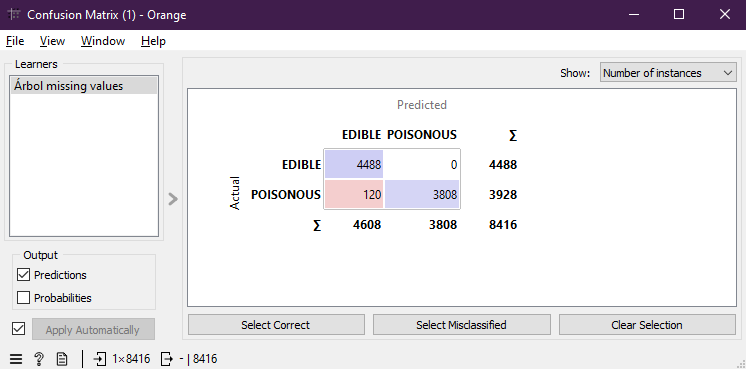 Confusion Matrix (1) - Orange
File View Window Help
Learners
Árbol missing values
Show: Number of instances
Predicted
EDIBLE POISONOUS ∑
Actual
EDIBLE 4488 0 4488
POISONOUS 120 3808 3928
∑ 4608 3808 8416
Output
Predictions
Probabilities
Apply Automatically
Select Correct Select Misclassified Clear Selection
? 1×8416 - | 8416